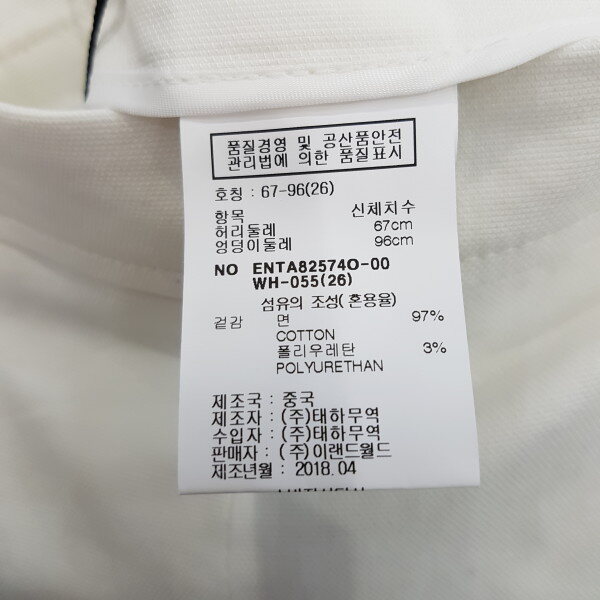 품질경영 및 공산품안전
관리법에 의한 품질표시
호칭 : 67-96(26)
항목 신체치수
허리둘레 67cm
엉덩이둘레 96cm
NO ENTA82574O-00
WH-055(26)
섬유의 조성( 혼용율)
겉감 면 97%
COTTON
폴리우레탄 3%
POLYURETHAN
제조국 : 중국
제조자 : (주)태하무역
수입자 : (주)태하무역
판매자 : (주)이랜드월드
제조년월 : 2018.04